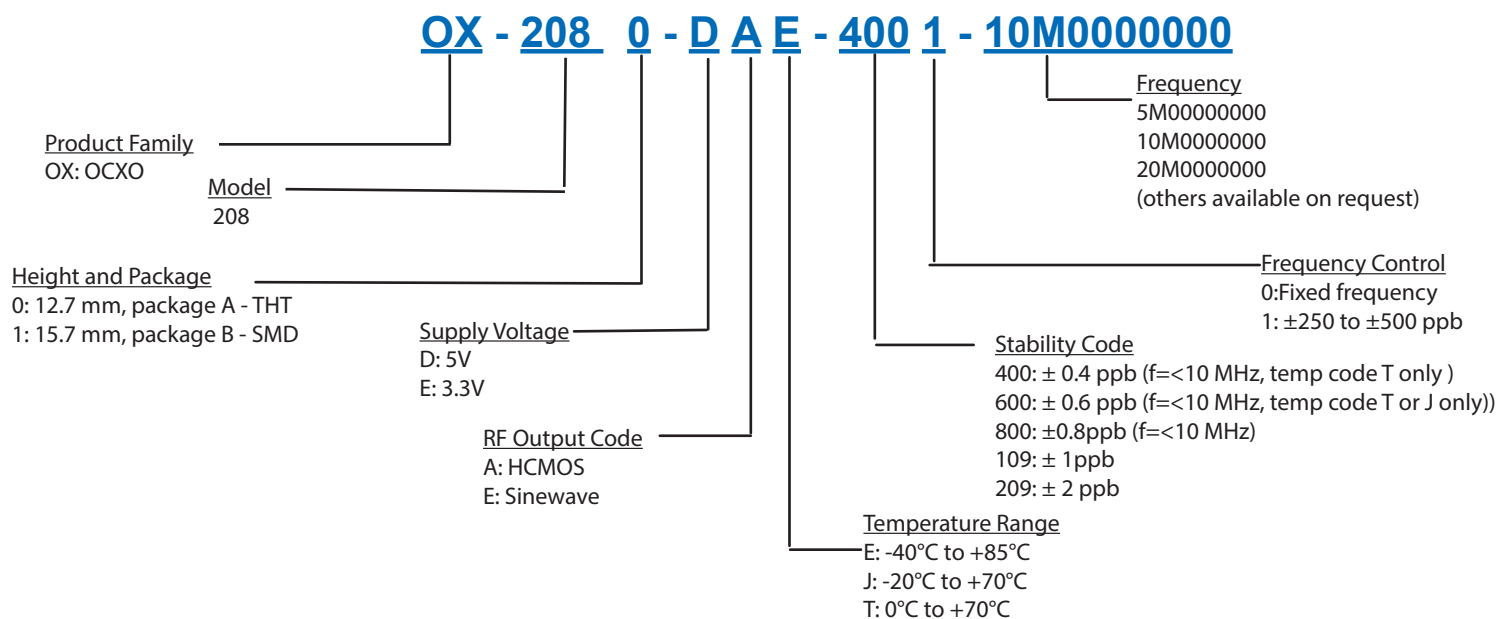 OX - 208 0 - D A E - 400 1 - 10M0000000
Product Family
OX: OCXO
Model
208
Height and Package
0: 12.7 mm, package A - THT
1: 15.7 mm, package B - SMD
Supply Voltage
D: 5V
E: 3.3V
RF Output Code
A: HCMOS
E: Sinewave
Temperature Range
E: -40°C to +85°C
J: -20°C to +70°C
T: 0°C to +70°C
Stability Code
400: ± 0.4 ppb (f=<10 MHz, temp code T only )
600: ± 0.6 ppb (f=<10 MHz, temp code T or J only))
800: ±0.8ppb (f=<10 MHz)
109: ± 1ppb
209: ± 2 ppb
Frequency Control
0:Fixed frequency
1: ±250 to ±500 ppb
Frequency
5M00000000
10M0000000
20M0000000
(others available on request)